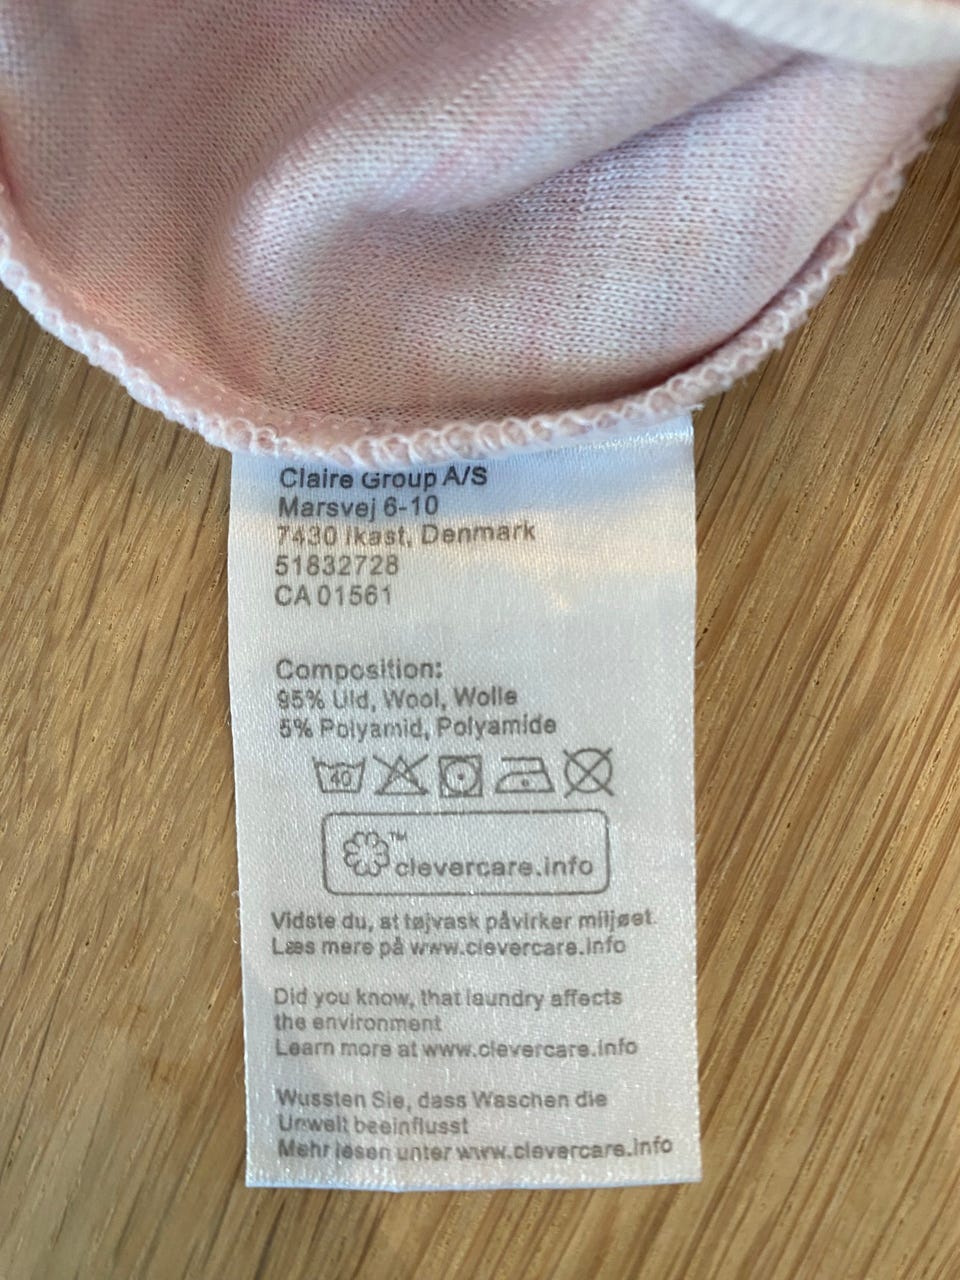 Claire Group A/S
Marsvej 6-10
7430 Ikast, Denmark
51832728
CA 01561
Composition:
95% Uld, Wool, Wolle
5% Polyamid, Polyamide
40
TM
clevercare.info
Vidste du, at tøjvask påvirker miljøet.
Læs mere på www.clevercare.info
Did you know, that laundry affects
the environment
Learn more at www.clevercare.info
Wussten Sie, dass Waschen die
Umwelt beeinflusst
Mehr lesen unter www.clevercare.info